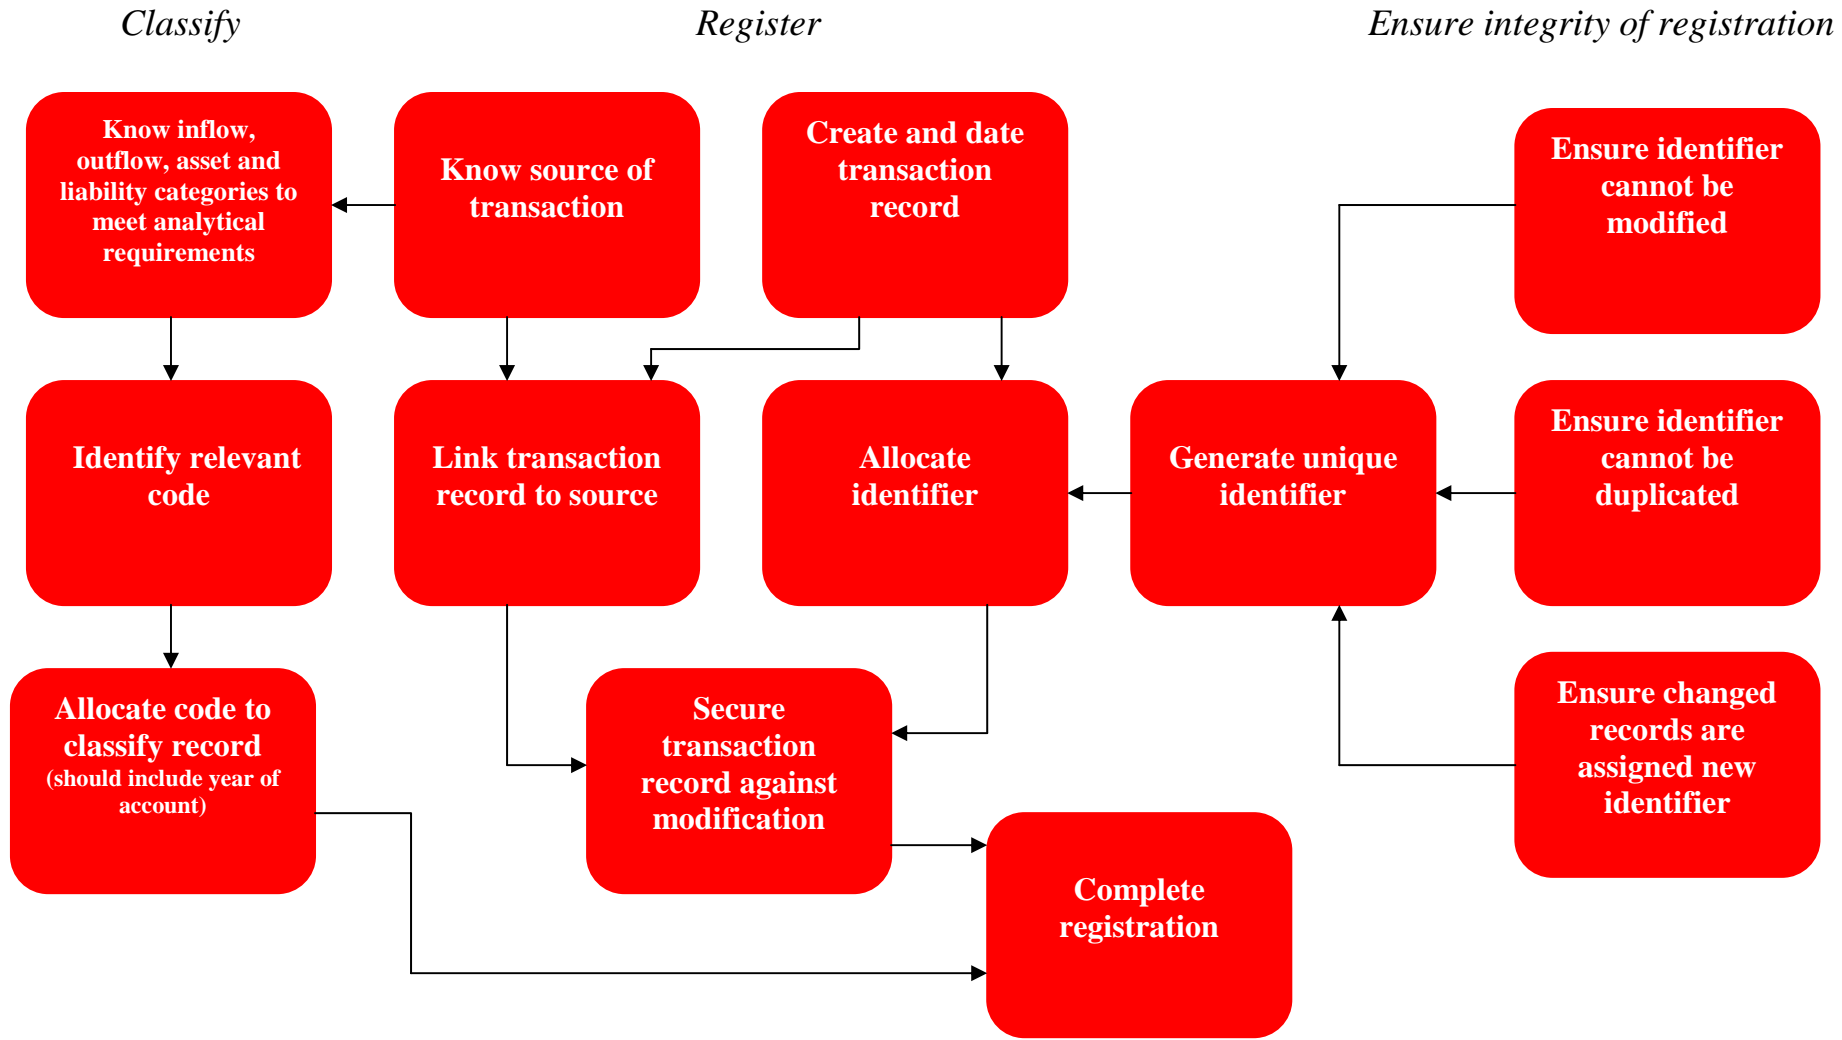 Classify
Register
Ensure integrity of registration
Know inflow,
outflow, asset and
liability categories to
meet analytical
requirements
Know source of
transaction
Create and date
transaction
record
Ensure identifier
cannot be
modified
Identify relevant
code
Link transaction
record to source
Allocate
identifier
Generate unique
identifier
Ensure identifier
cannot be
duplicated
Allocate code to
classify record
(should include year of
account)
Secure
transaction
record against
modification
Ensure changed
records are
assigned new
identifier
Complete
registration